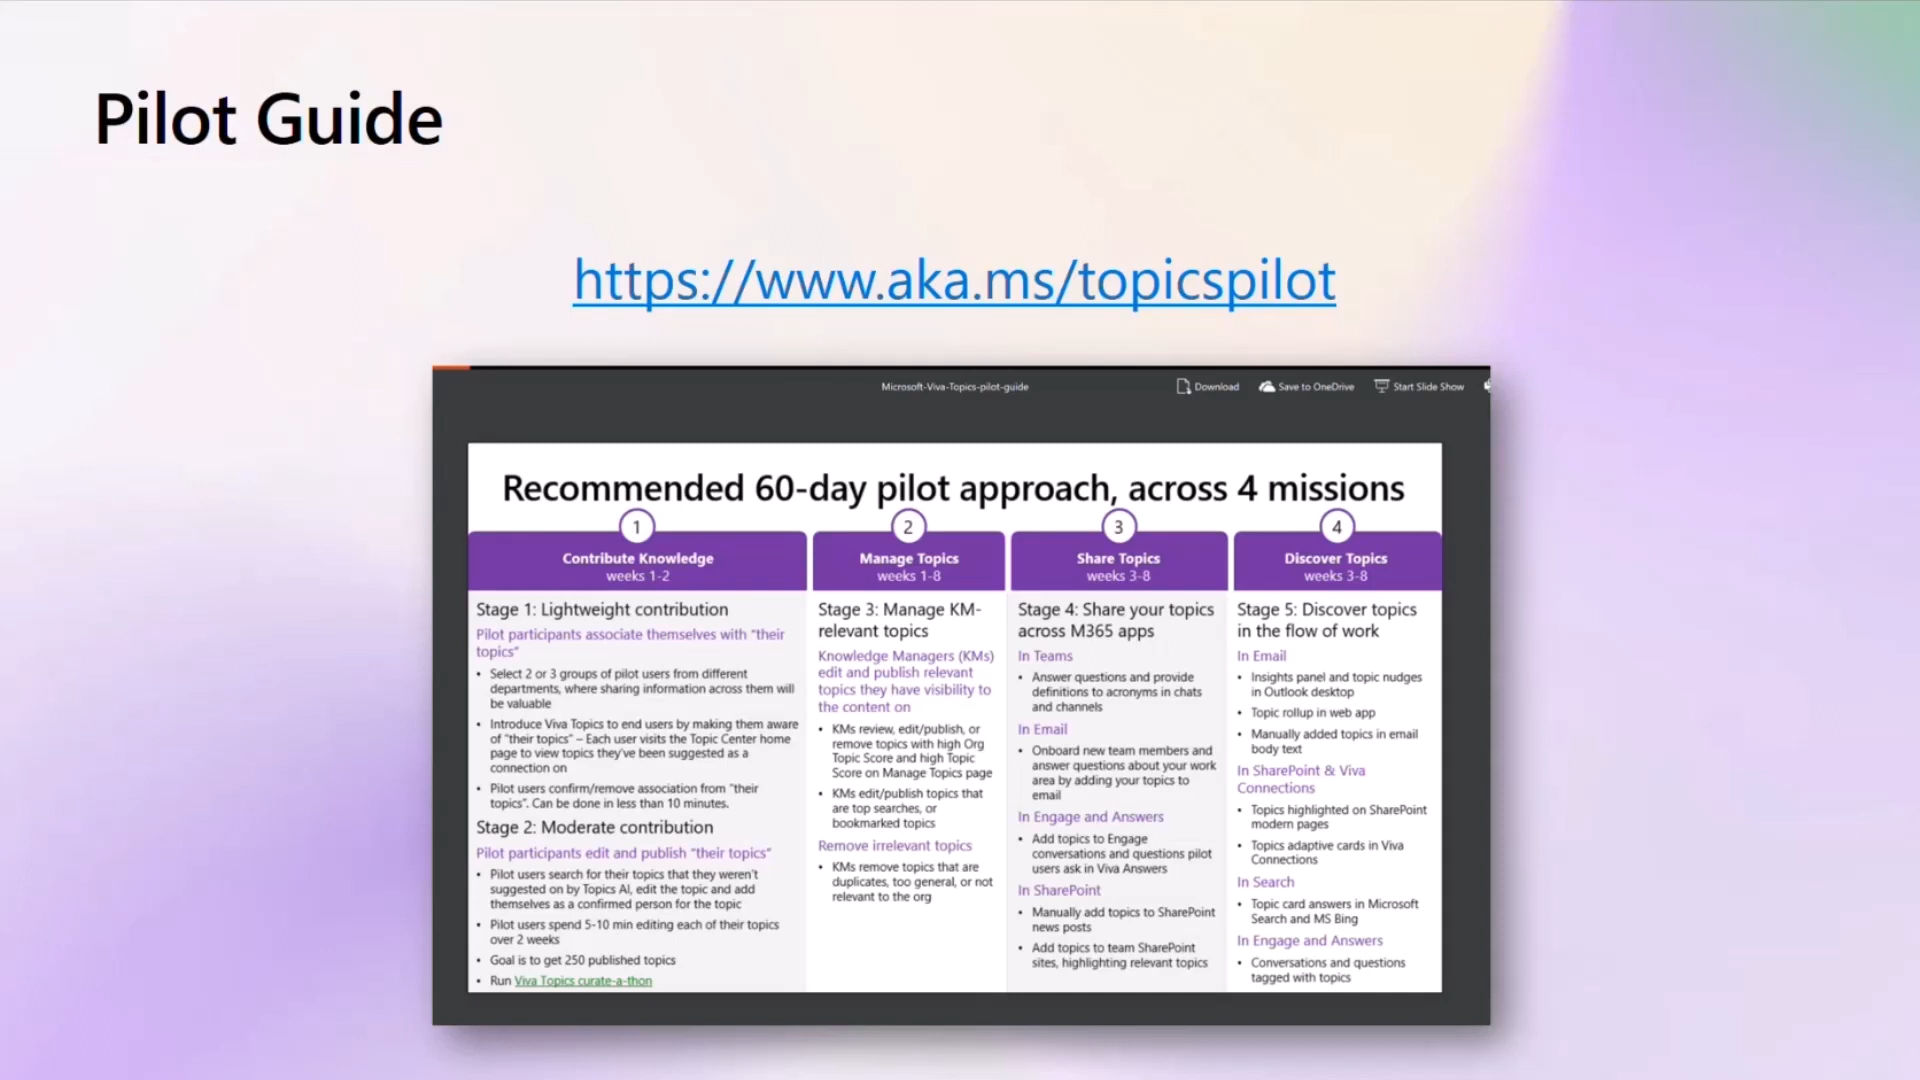 Pilot Guide
https://www.aka.ms/topicspilot
Microsoft-Viva-Topics-pilot-guide
Download
Save to OneDrive
Start Slide Show
Recommended 60-day pilot approach, across 4 missions
1
Contribute Knowledge
weeks 1-2
Stage 1: Lightweight contribution
Pilot participants associate themselves with "their
topics"
• Select 2 or 3 groups of pilot users from different
departments, where sharing information across them will
be valuable
• Introduce Viva Topics to end users by making them aware
of "their topics" – Each user visits the Topic Center home
page to view topics they've been suggested as a
connection on
• Pilot users confirm/remove association from "their
topics". Can be done in less than 10 minutes.
Stage 2: Moderate contribution
Pilot participants edit and publish "their topics"
• Pilot users search for their topics that they weren't
suggested on by Topics AI, edit the topic and add
themselves as a confirmed person for the topic
• Pilot users spend 5-10 min editing each of their topics
over 2 weeks
• Goal is to get 250 published topics
• Run Viva Topics curate-a-thon
2
Manage Topics
weeks 1-8
Stage 3: Manage KM-
relevant topics
Knowledge Managers (KMs)
edit and publish relevant
topics they have visibility to
the content on
• KMs review, edit/publish, or
remove topics with high Org
Topic Score and high Topic
Score on Manage Topics page
• KMs edit/publish topics that
are top searches, or
bookmarked topics
Remove irrelevant topics
• KMs remove topics that are
duplicates, too general, or not
relevant to the org
3
Share Topics
weeks 3-8
Stage 4: Share your topics
across M365 apps
In Teams
• Answer questions and provide
definitions to acronyms in chats
and channels
In Email
• Onboard new team members and
answer questions about your work
area by adding your topics to
email
In Engage and Answers
• Add topics to Engage
conversations and questions pilot
users ask in Viva Answers
In SharePoint
• Manually add topics to SharePoint
news posts
• Add topics to team SharePoint
sites, highlighting relevant topics
4
Discover Topics
weeks 3-8
Stage 5: Discover topics
in the flow of work
In Email
• Insights panel and topic nudges
in Outlook desktop
• Topic rollup in web app
• Manually added topics in email
body text
In SharePoint & Viva
Connections
• Topics highlighted on SharePoint
modern pages
• Topics adaptive cards in Viva
Connections
In Search
• Topic card answers in Microsoft
Search and MS Bing
In Engage and Answers
• Conversations and questions
tagged with topics